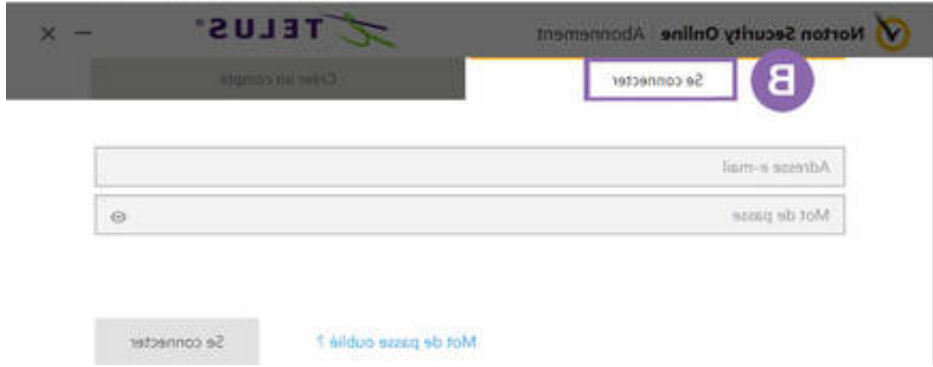 Norton Security Online Abonnement TELUS®
B Se connecter Créer un compte
Adresse e-mail
Mot de passe
Mot de passe oublié ? Se connecter